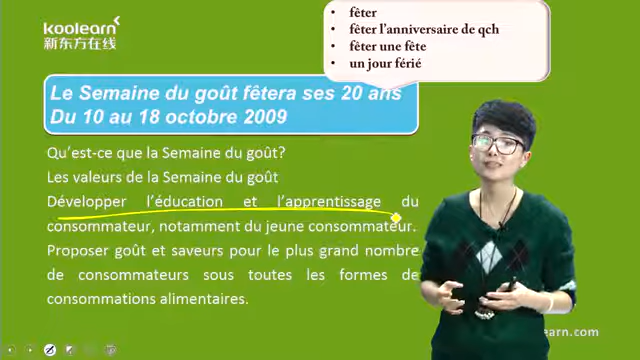 koolearn
新东方在线
• fêter
• fêter l'anniversaire de qch
• fêter une fête
• un jour férié
Le Semaine du goût fêtera ses 20 ans
Du 10 au 18 octobre 2009
Qu'est-ce que la Semaine du goût?
Les valeurs de la Semaine du goût
Développer l'éducation et l'apprentissage du
consommateur, notamment du jeune consommateur.
Proposer goût et saveurs pour le plus grand nombre
de consommateurs sous toutes les formes de
consommations alimentaires.
learn.com